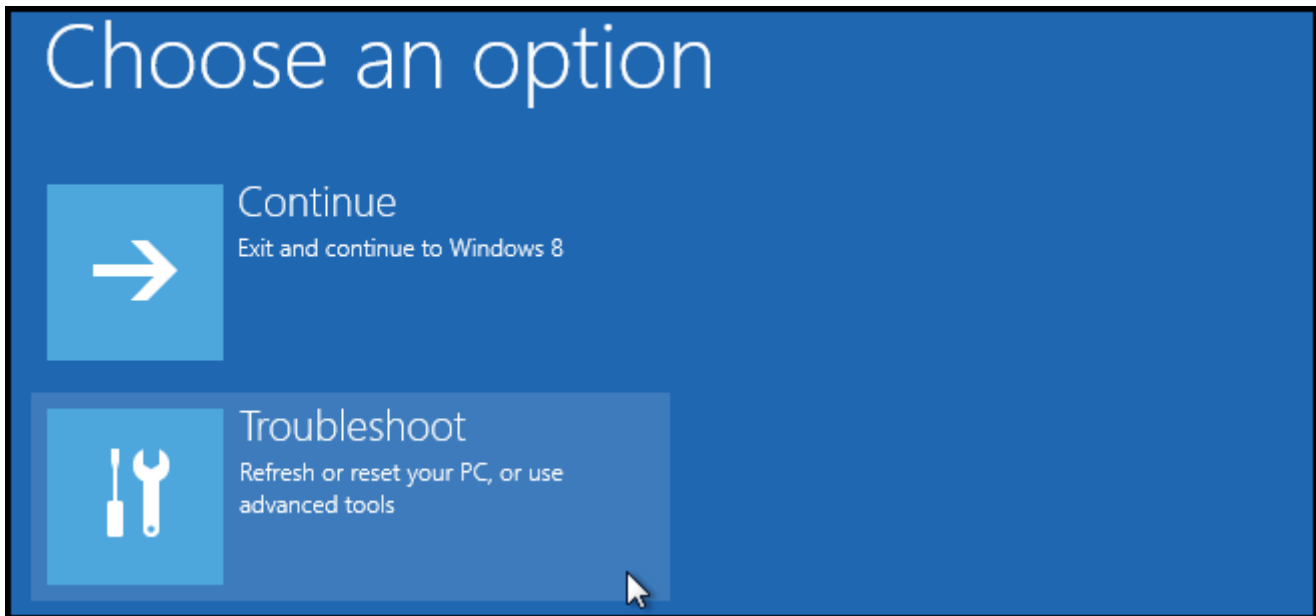 Choose an option
Continue
Exit and continue to Windows 8
Troubleshoot
Refresh or reset your PC, or use
advanced tools